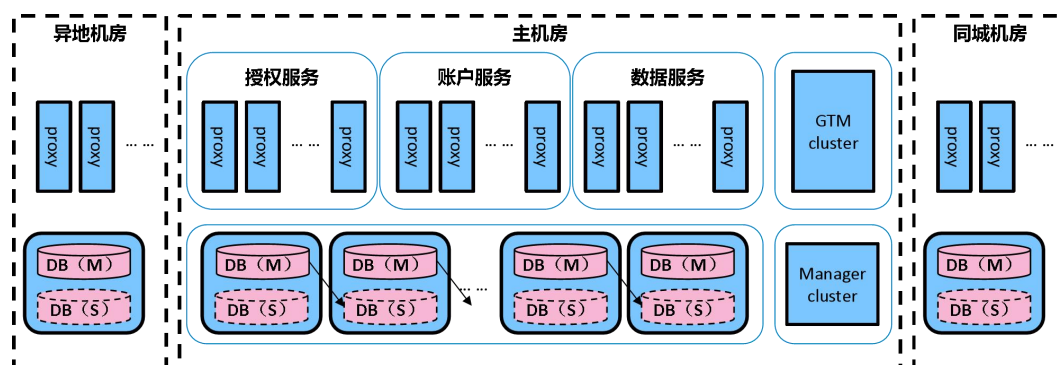 异地机房
主机房
同城机房
授权服务
账户服务
数据服务
proxy
proxy
... ...
proxy
proxy
... ...
proxy
proxy
proxy
... ...
proxy
proxy
proxy
... ...
proxy
GTM
cluster
proxy
proxy
... ...
DB（M）
DB（S）
DB（M）
DB（S）
DB（M）
DB（S）
... ...
DB（M）
DB（S）
DB（M）
DB（S）
Manager
cluster
DB（M）
DB（S）